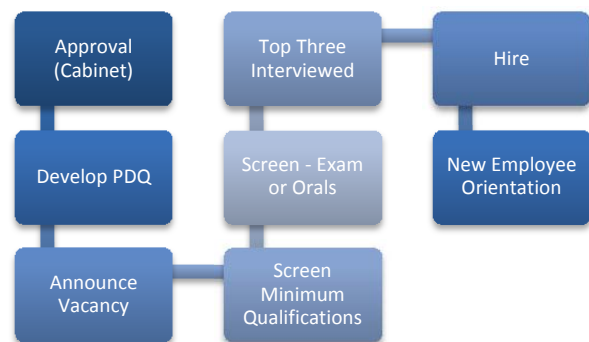 Approval
(Cabinet)
Develop PDQ
Announce
Vacancy
Screen
Minimum
Qualifications
Screen - Exam
or Orals
Top Three
Interviewed
Hire
New Employee
Orientation